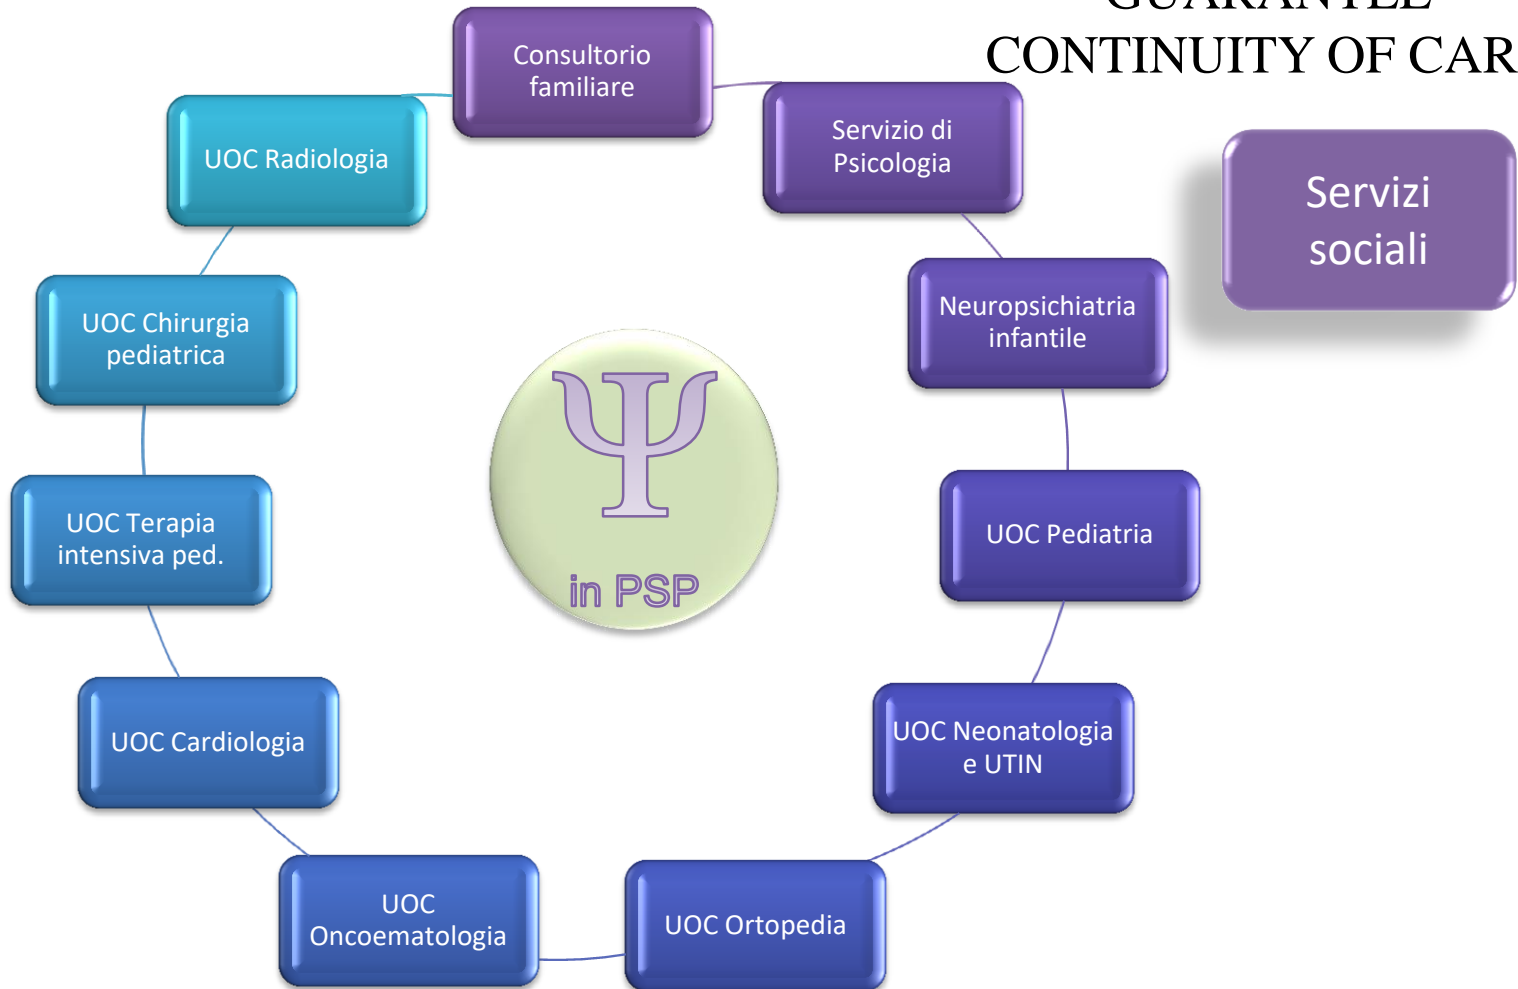 GUARANTEE
CONTINUITY OF CAR
Consultorio
familiare
Servizio di
Psicologia
Servizi
sociali
UOC Radiologia
Neuropsichiatria
infantile
UOC Chirurgia
pediatrica
Ψ
in PSP
UOC Pediatria
UOC Terapia
intensiva ped.
UOC Neonatologia
e UTIN
UOC Cardiologia
UOC Ortopedia
UOC
Oncoematologia